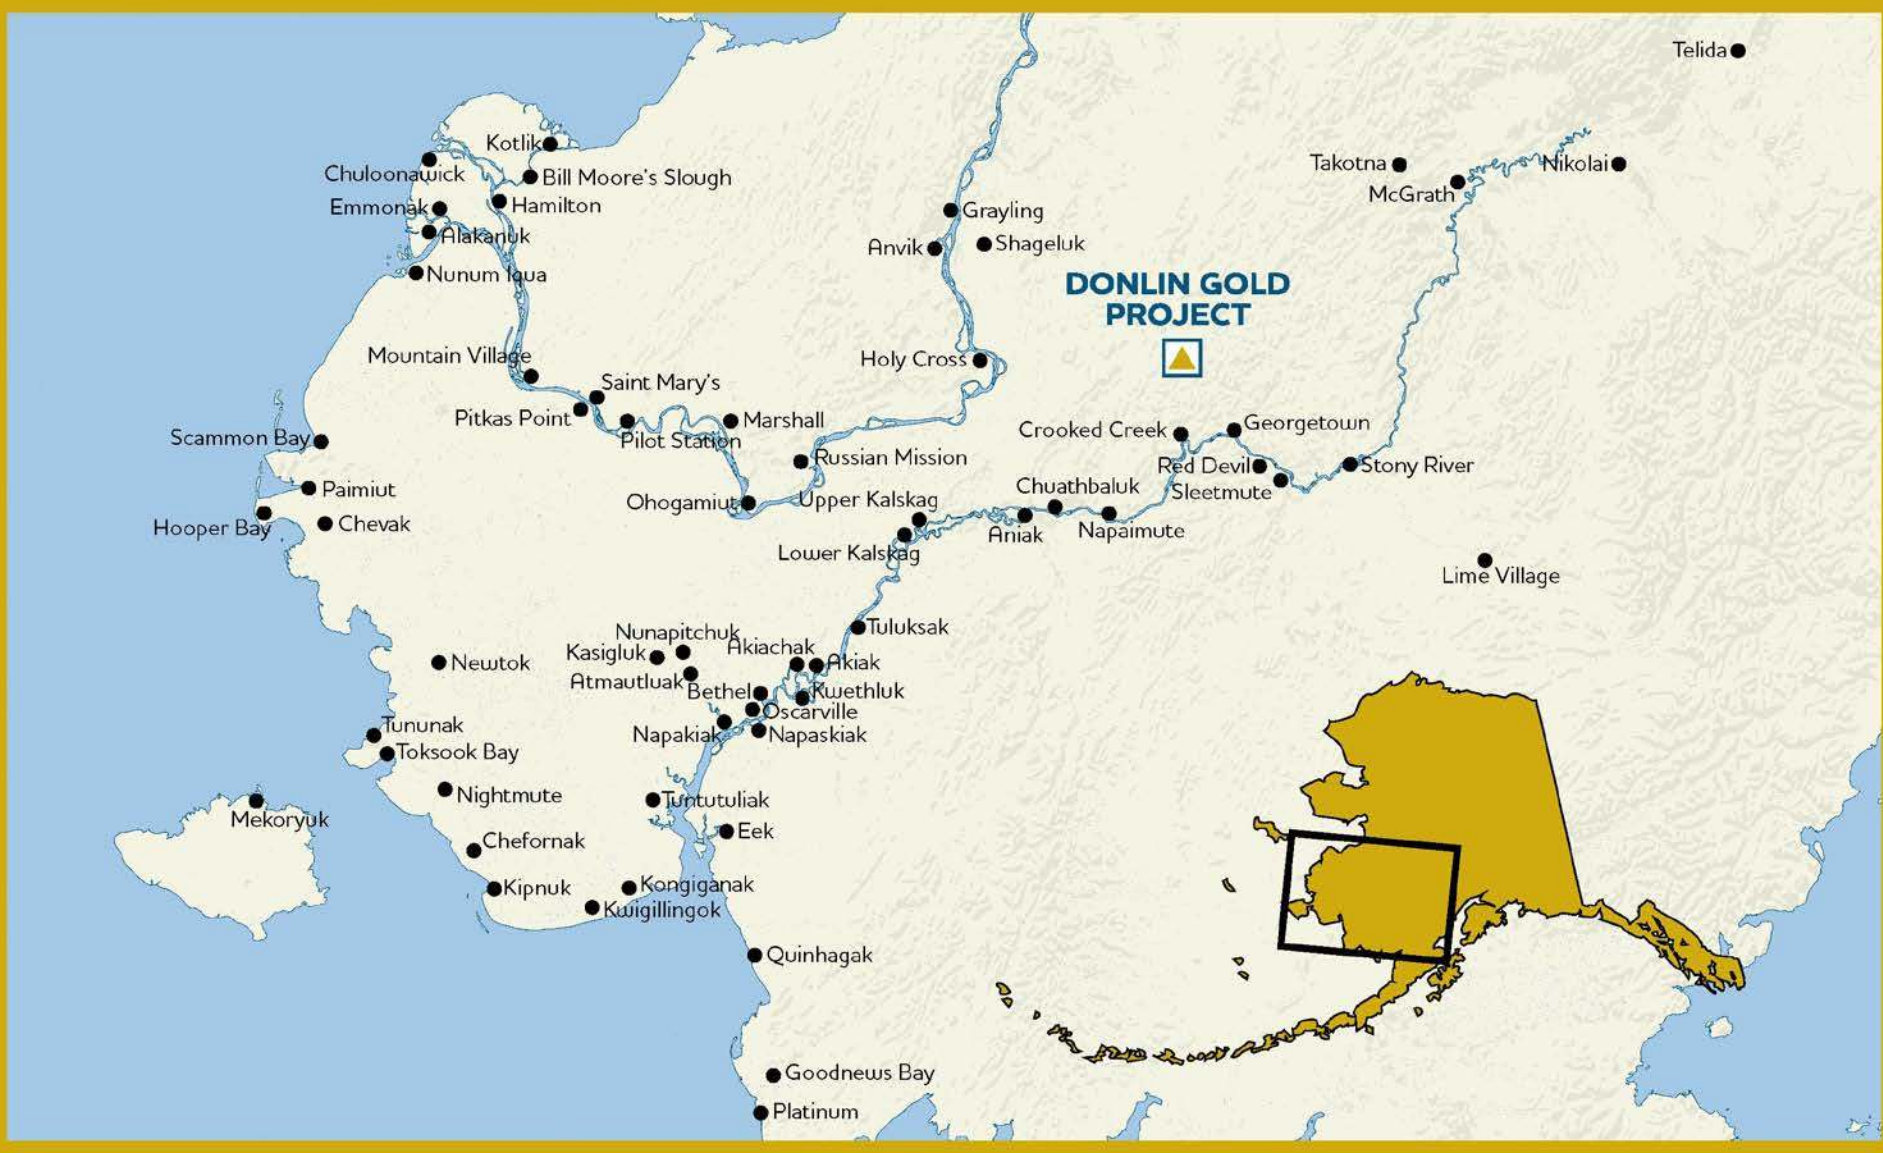 Telida
Kotlik
Chuloonawick
Bill Moore's Slough
Takotna
Nikolai
McGrath
Emmonak
Hamilton
Grayling
Alakanuk
Anvik
Shageluk
Nunum Iqua
DONLIN GOLD
PROJECT
Mountain Village
Holy Cross
Saint Mary's
Pitkas Point
Marshall
Pilot Station
Scammon Bay
Crooked Creek
Georgetown
Russian Mission
Red Devil
Stony River
Paimiut
Chuathbaluk
Sleetmute
Ohogamiut
Upper Kalskag
Hooper Bay
Chevak
Aniak
Napaimute
Lower Kalskag
Lime Village
Tuluksak
Nunapitchuk
Kasigluk
Akiachak
Newtok
Akiak
Atmautluak
Bethel
Kwethluk
Oscarville
Tununak
Napakiak
Napaskiak
Toksook Bay
Nightmute
Tuntutuliak
Mekoryuk
Eek
Chefornak
Kipnuk
Kongiganak
Kwigillingok
Quinhagak
Goodnews Bay
Platinum